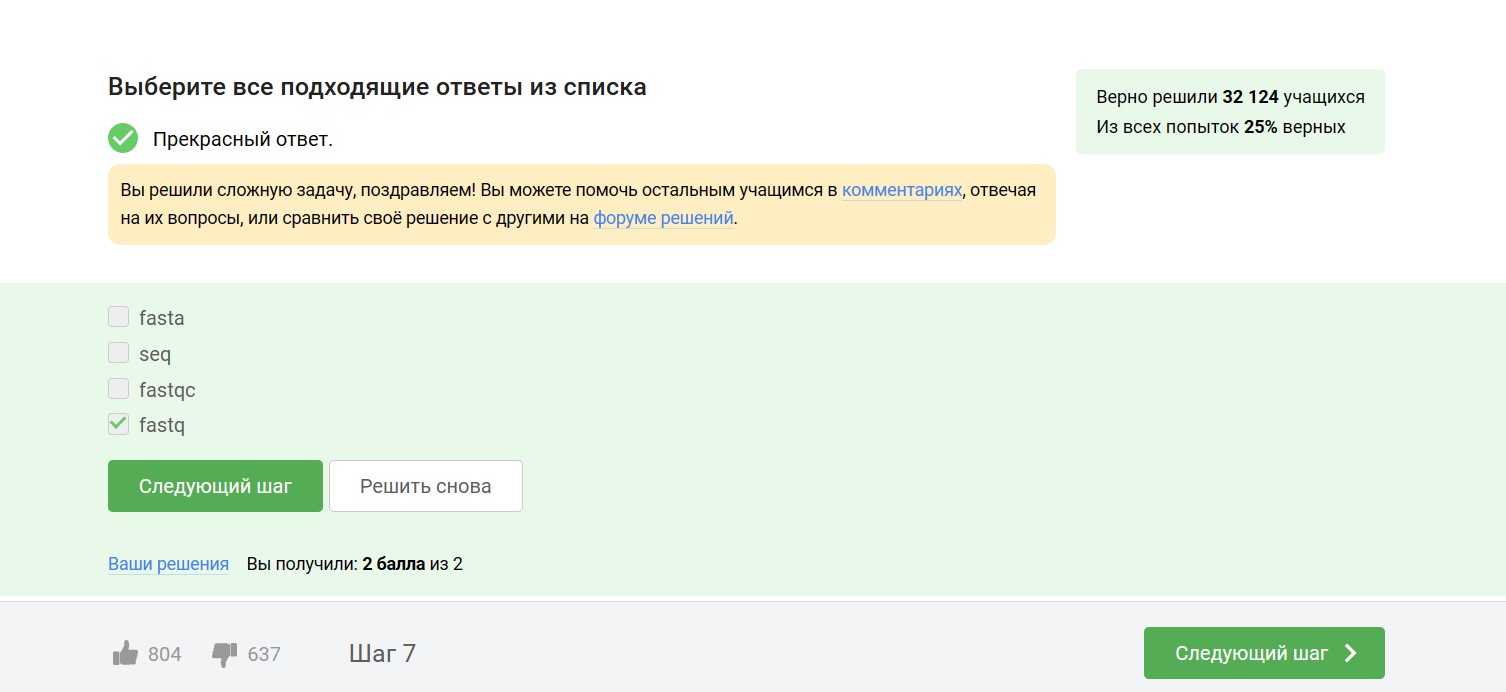 Выберите все подходящие ответы из списка
Прекрасный ответ.
Вы решили сложную задачу, поздравляем! Вы можете помочь остальным учащимся в комментариях, отвечая
на их вопросы, или сравнить своё решение с другими на форуме решений.
Верно решили 32 124 учащихся
Из всех попыток 25% верных
fasta
seq
fastqc
fastq
Следующий шаг
Решить снова
Ваши решения Вы получили: 2 балла из 2
804 637 Шаг 7
Следующий шаг